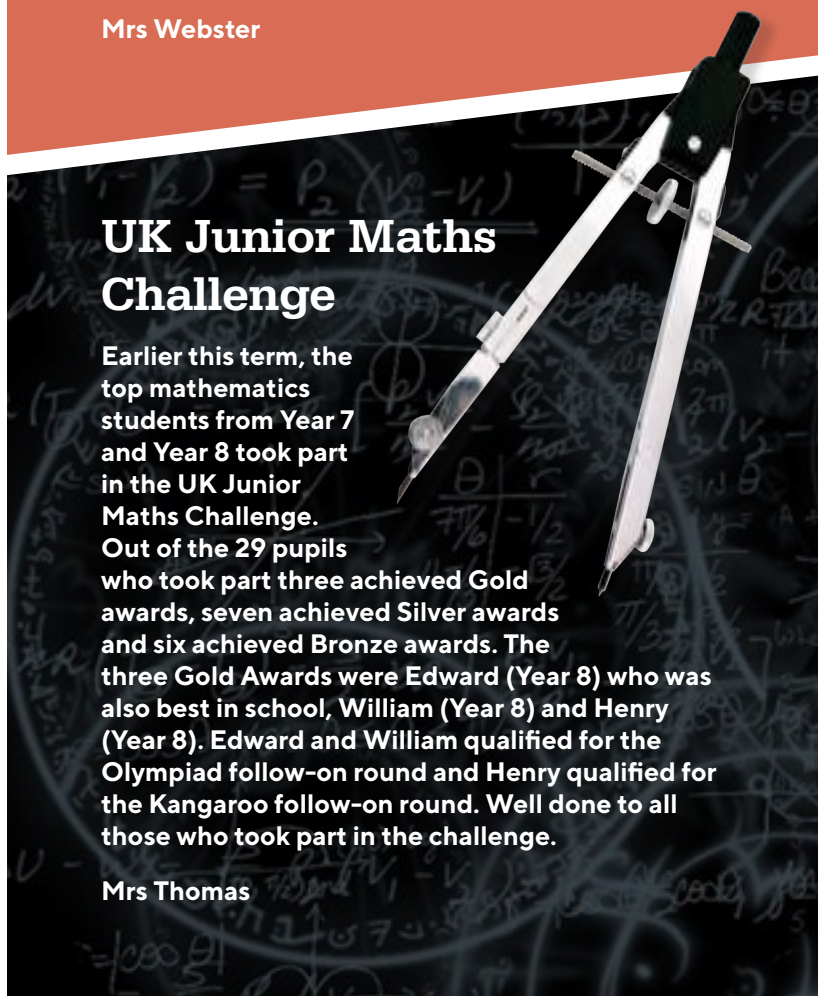 Mrs Webster
UK Junior Maths
Challenge
Earlier this term, the
top mathematics
students from Year 7
and Year 8 took part
in the UK Junior
Maths Challenge.
Out of the 29 pupils
who took part three achieved Gold
awards, seven achieved Silver awards
and six achieved Bronze awards. The
three Gold Awards were Edward (Year 8) who was
also best in school, William (Year 8) and Henry
(Year 8). Edward and William qualified for the
Olympiad follow-on round and Henry qualified for
the Kangaroo follow-on round. Well done to all
those who took part in the challenge.
Mrs Thomas